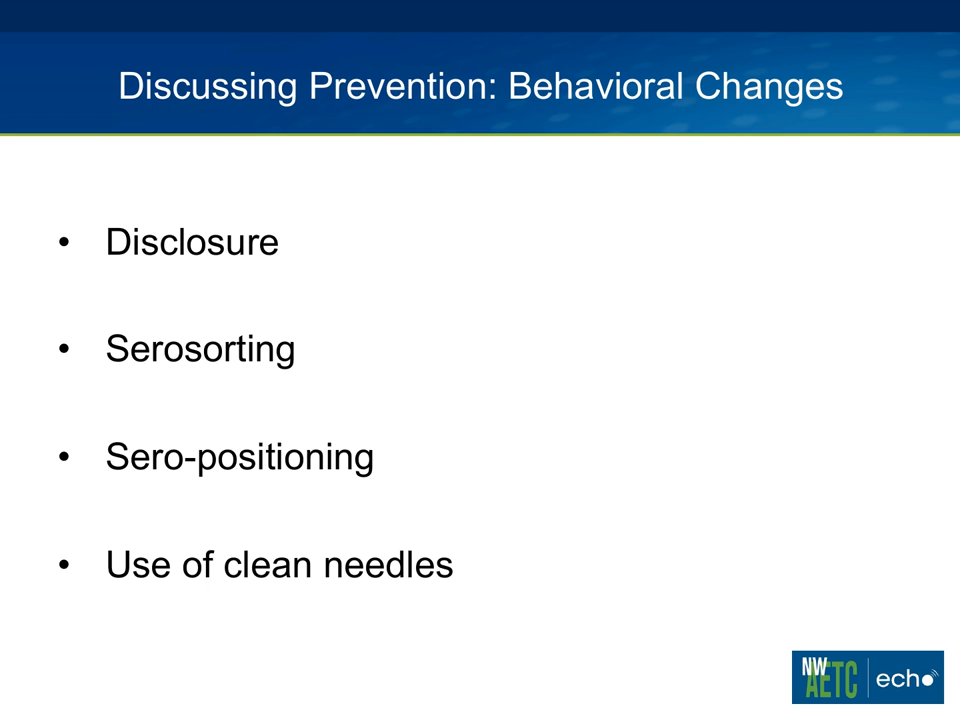 Discussing Prevention: Behavioral Changes
• Disclosure
• Serosorting
• Sero-positioning
• Use of clean needles
NW
AETC
echo